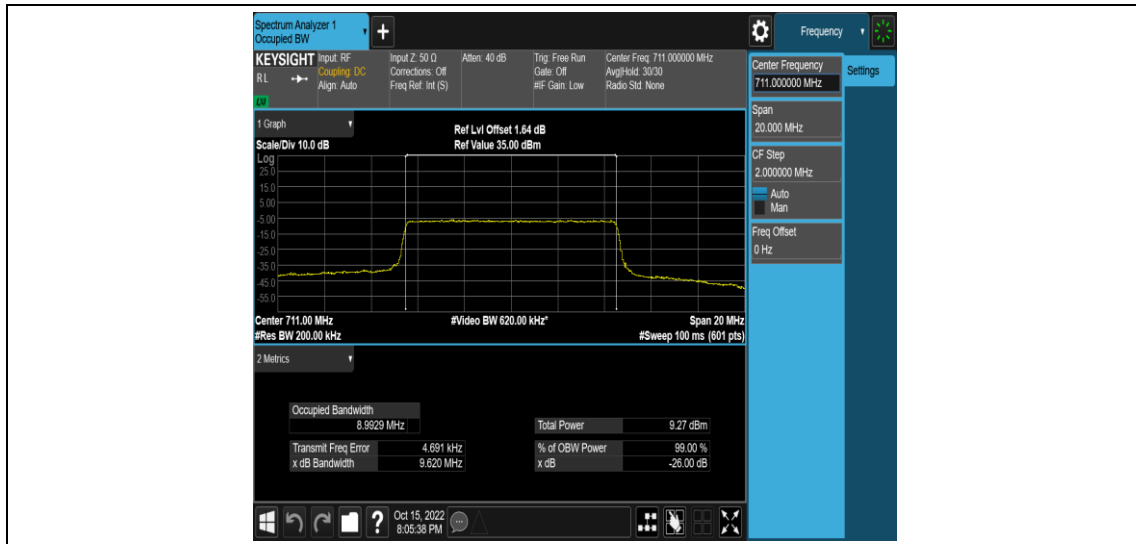 Spectrum Analyzer 1
Occupied BW
+
Frequency
KEYSIGHT
RL
LXI
Input: RF
Coupling: DC
Align: Auto
Input Z: 50 Ω
Corrections: Off
Freq Ref: Int (S)
Atten: 40 dB
Trig: Free Run
Gate: Off
#IF Gain: Low
Center Freq: 711.000000 MHz
Avg|Hold: 30/30
Radio Std: None
Center Frequency
711.000000 MHz
Settings
Span
20.000 MHz
CF Step
2.000000 MHz
Auto
Man
Freq Offset
0 Hz
1 Graph
Ref Lvl Offset 1.64 dB
Scale/Div 10.0 dB
Ref Value 35.00 dBm
Log
25.0
15.0
5.00
-5.00
-15.0
-25.0
-35.0
-45.0
-55.0
Center 711.00 MHz
#Video BW 620.00 kHz*
Span 20 MHz
#Res BW 200.00 kHz
#Sweep 100 ms (601 pts)
2 Metrics
Occupied Bandwidth
8.9929 MHz
Total Power 9.27 dBm
Transmit Freq Error 4.691 kHz
% of OBW Power 99.00 %
x dB Bandwidth 9.620 MHz
x dB -26.00 dB
?
Oct 15, 2022
8:05:38 PM